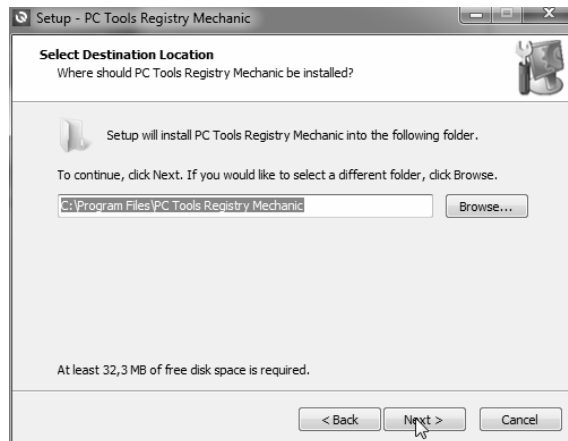 Setup - PC Tools Registry Mechanic
Select Destination Location
Where should PC Tools Registry Mechanic be installed?
Setup will install PC Tools Registry Mechanic into the following folder.
To continue, click Next. If you would like to select a different folder, click Browse.
C:\Program Files\PC Tools Registry Mechanic
Browse...
At least 32,3 MB of free disk space is required.
< Back
Next >
Cancel